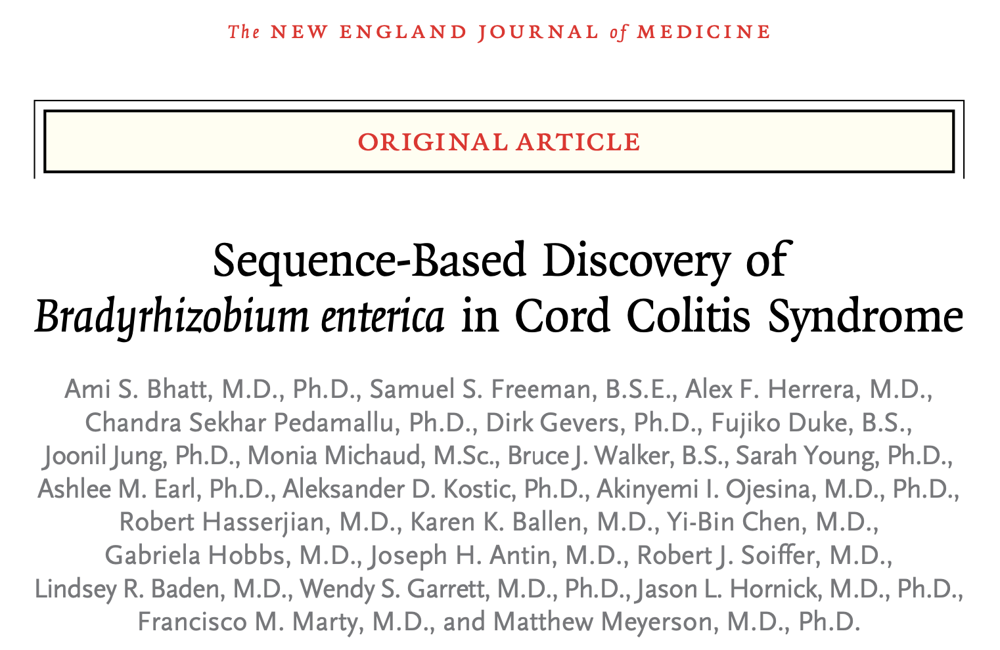 The NEW ENGLAND JOURNAL of MEDICINE
ORIGINAL ARTICLE
Sequence-Based Discovery of
Bradyrhizobium enterica in Cord Colitis Syndrome
Ami S. Bhatt, M.D., Ph.D., Samuel S. Freeman, B.S.E., Alex F. Herrera, M.D.,
Chandra Sekhar Pedamallu, Ph.D., Dirk Gevers, Ph.D., Fujiko Duke, B.S.,
Joonil Jung, Ph.D., Monia Michaud, M.Sc., Bruce J. Walker, B.S., Sarah Young, Ph.D.,
Ashlee M. Earl, Ph.D., Aleksander D. Kostic, Ph.D., Akinyemi I. Ojesina, M.D., Ph.D.,
Robert Hasserjian, M.D., Karen K. Ballen, M.D., Yi-Bin Chen, M.D.,
Gabriela Hobbs, M.D., Joseph H. Antin, M.D., Robert J. Soiffer, M.D.,
Lindsey R. Baden, M.D., Wendy S. Garrett, M.D., Ph.D., Jason L. Hornick, M.D., Ph.D.,
Francisco M. Marty, M.D., and Matthew Meyerson, M.D., Ph.D.